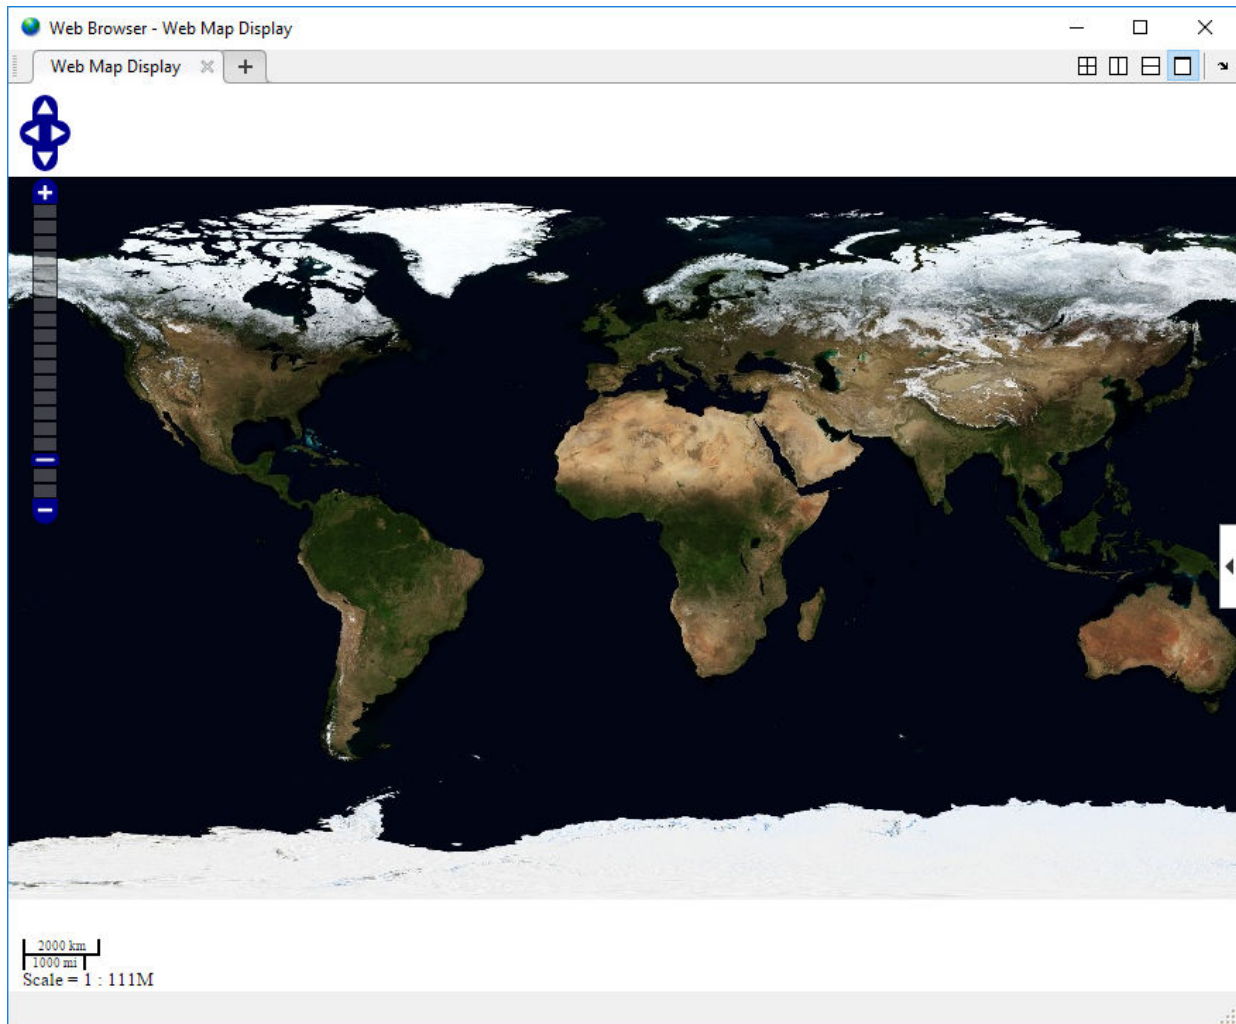 Web Browser - Web Map Display
Web Map Display
2000 km
1000 mi
Scale = 1 : 111M